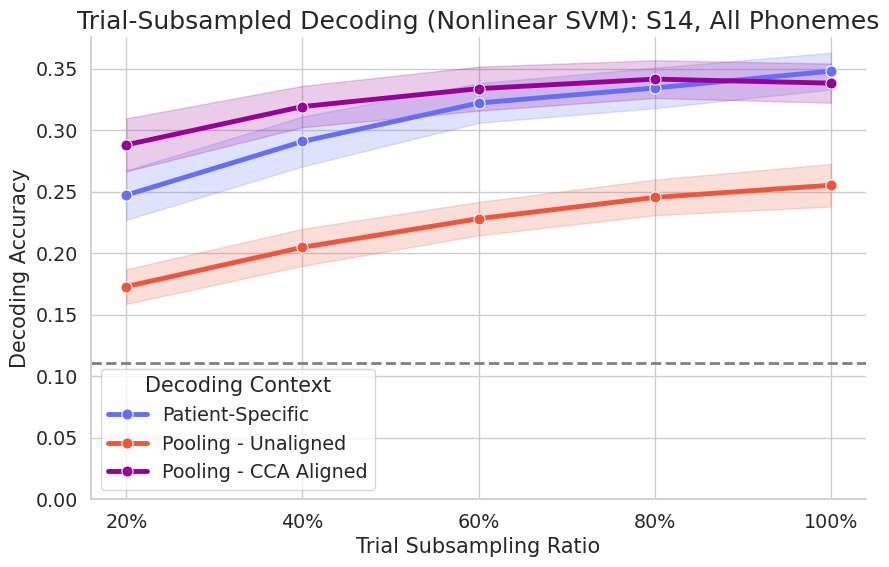 Trial-Subsampled Decoding (Nonlinear SVM): S14, All Phonemes
Decoding Accuracy
0.35
0.30
0.25
0.20
0.15
0.10
0.05
0.00
Decoding Context
Patient-Specific
Pooling - Unaligned
Pooling - CCA Aligned
20% 40% 60% 80% 100%
Trial Subsampling Ratio